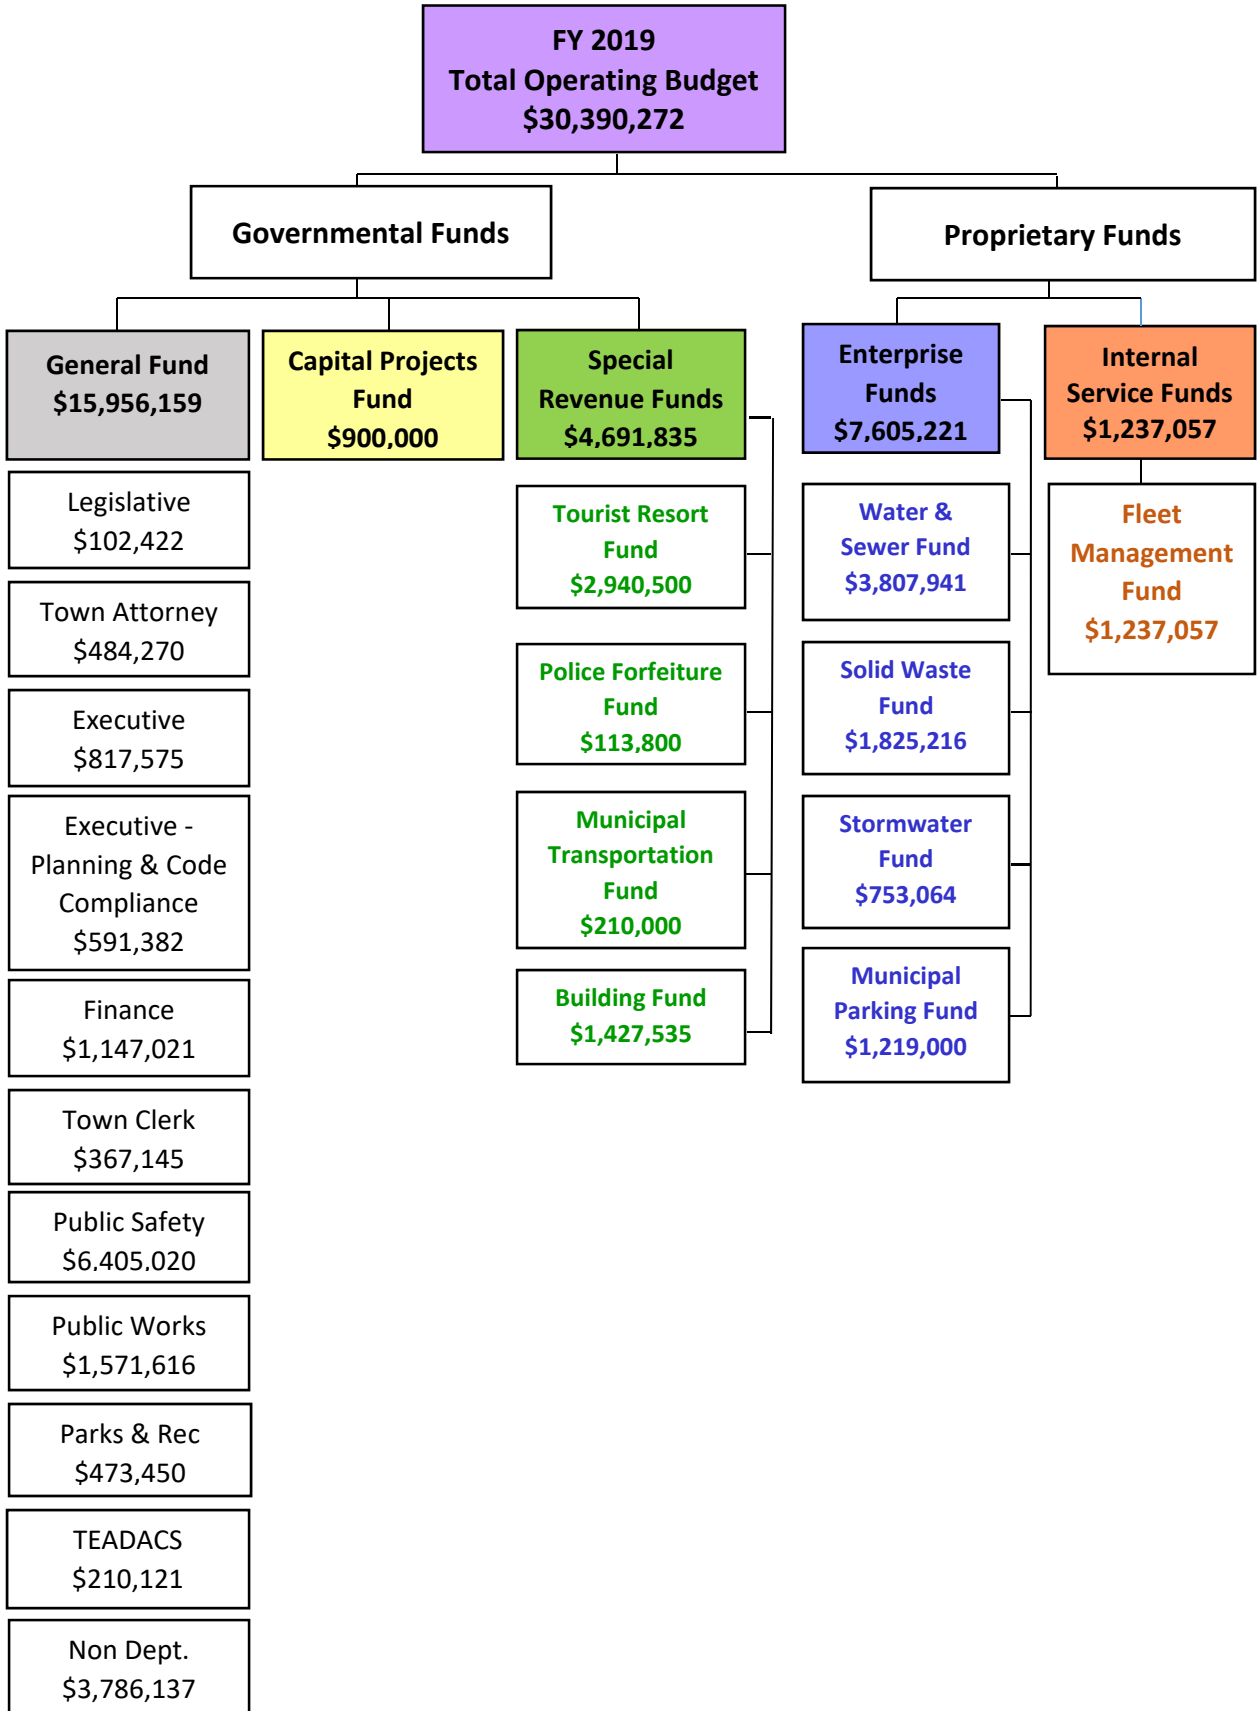 FY 2019
Total Operating Budget
$30,390,272
Governmental Funds
Proprietary Funds
General Fund
$15,956,159
Capital Projects
Fund
$900,000
Special
Revenue Funds
$4,691,835
Enterprise
Funds
$7,605,221
Internal
Service Funds
$1,237,057
Legislative
$102,422
Town Attorney
$484,270
Executive
$817,575
Executive -
Planning & Code
Compliance
$591,382
Finance
$1,147,021
Town Clerk
$367,145
Public Safety
$6,405,020
Public Works
$1,571,616
Parks & Rec
$473,450
TEADACS
$210,121
Non Dept.
$3,786,137
Tourist Resort
Fund
$2,940,500
Police Forfeiture
Fund
$113,800
Municipal
Transportation
Fund
$210,000
Building Fund
$1,427,535
Water &
Sewer Fund
$3,807,941
Solid Waste
Fund
$1,825,216
Stormwater
Fund
$753,064
Municipal
Parking Fund
$1,219,000
Fleet
Management
Fund
$1,237,057